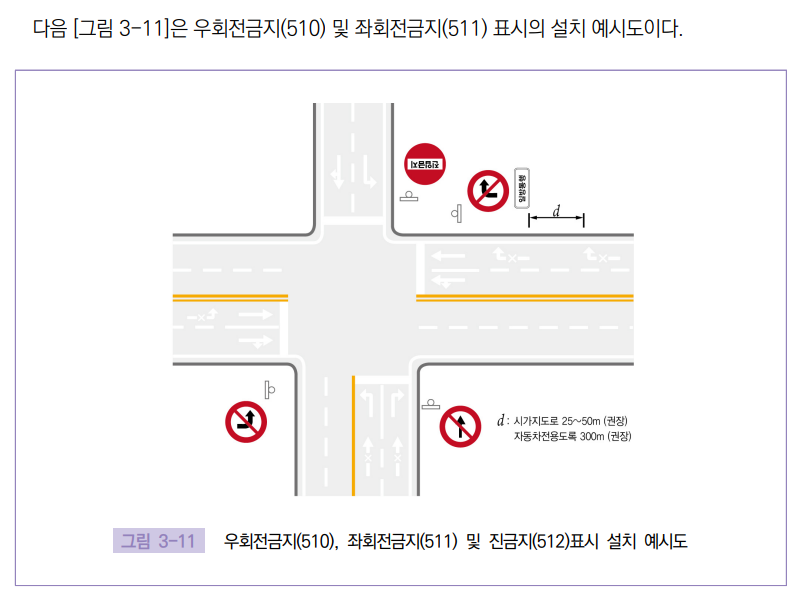 다음 [그림 3-11]은 우회전금지(510) 및 좌회전금지(511) 표시의 설치 예시도이다.
진입금지
일방통행
d
d : 시가지도로 25~50m (권장)
자동차전용도록 300m (권장)
그림 3-11 우회전금지(510), 좌회전금지(511) 및 진금지(512)표시 설치 예시도